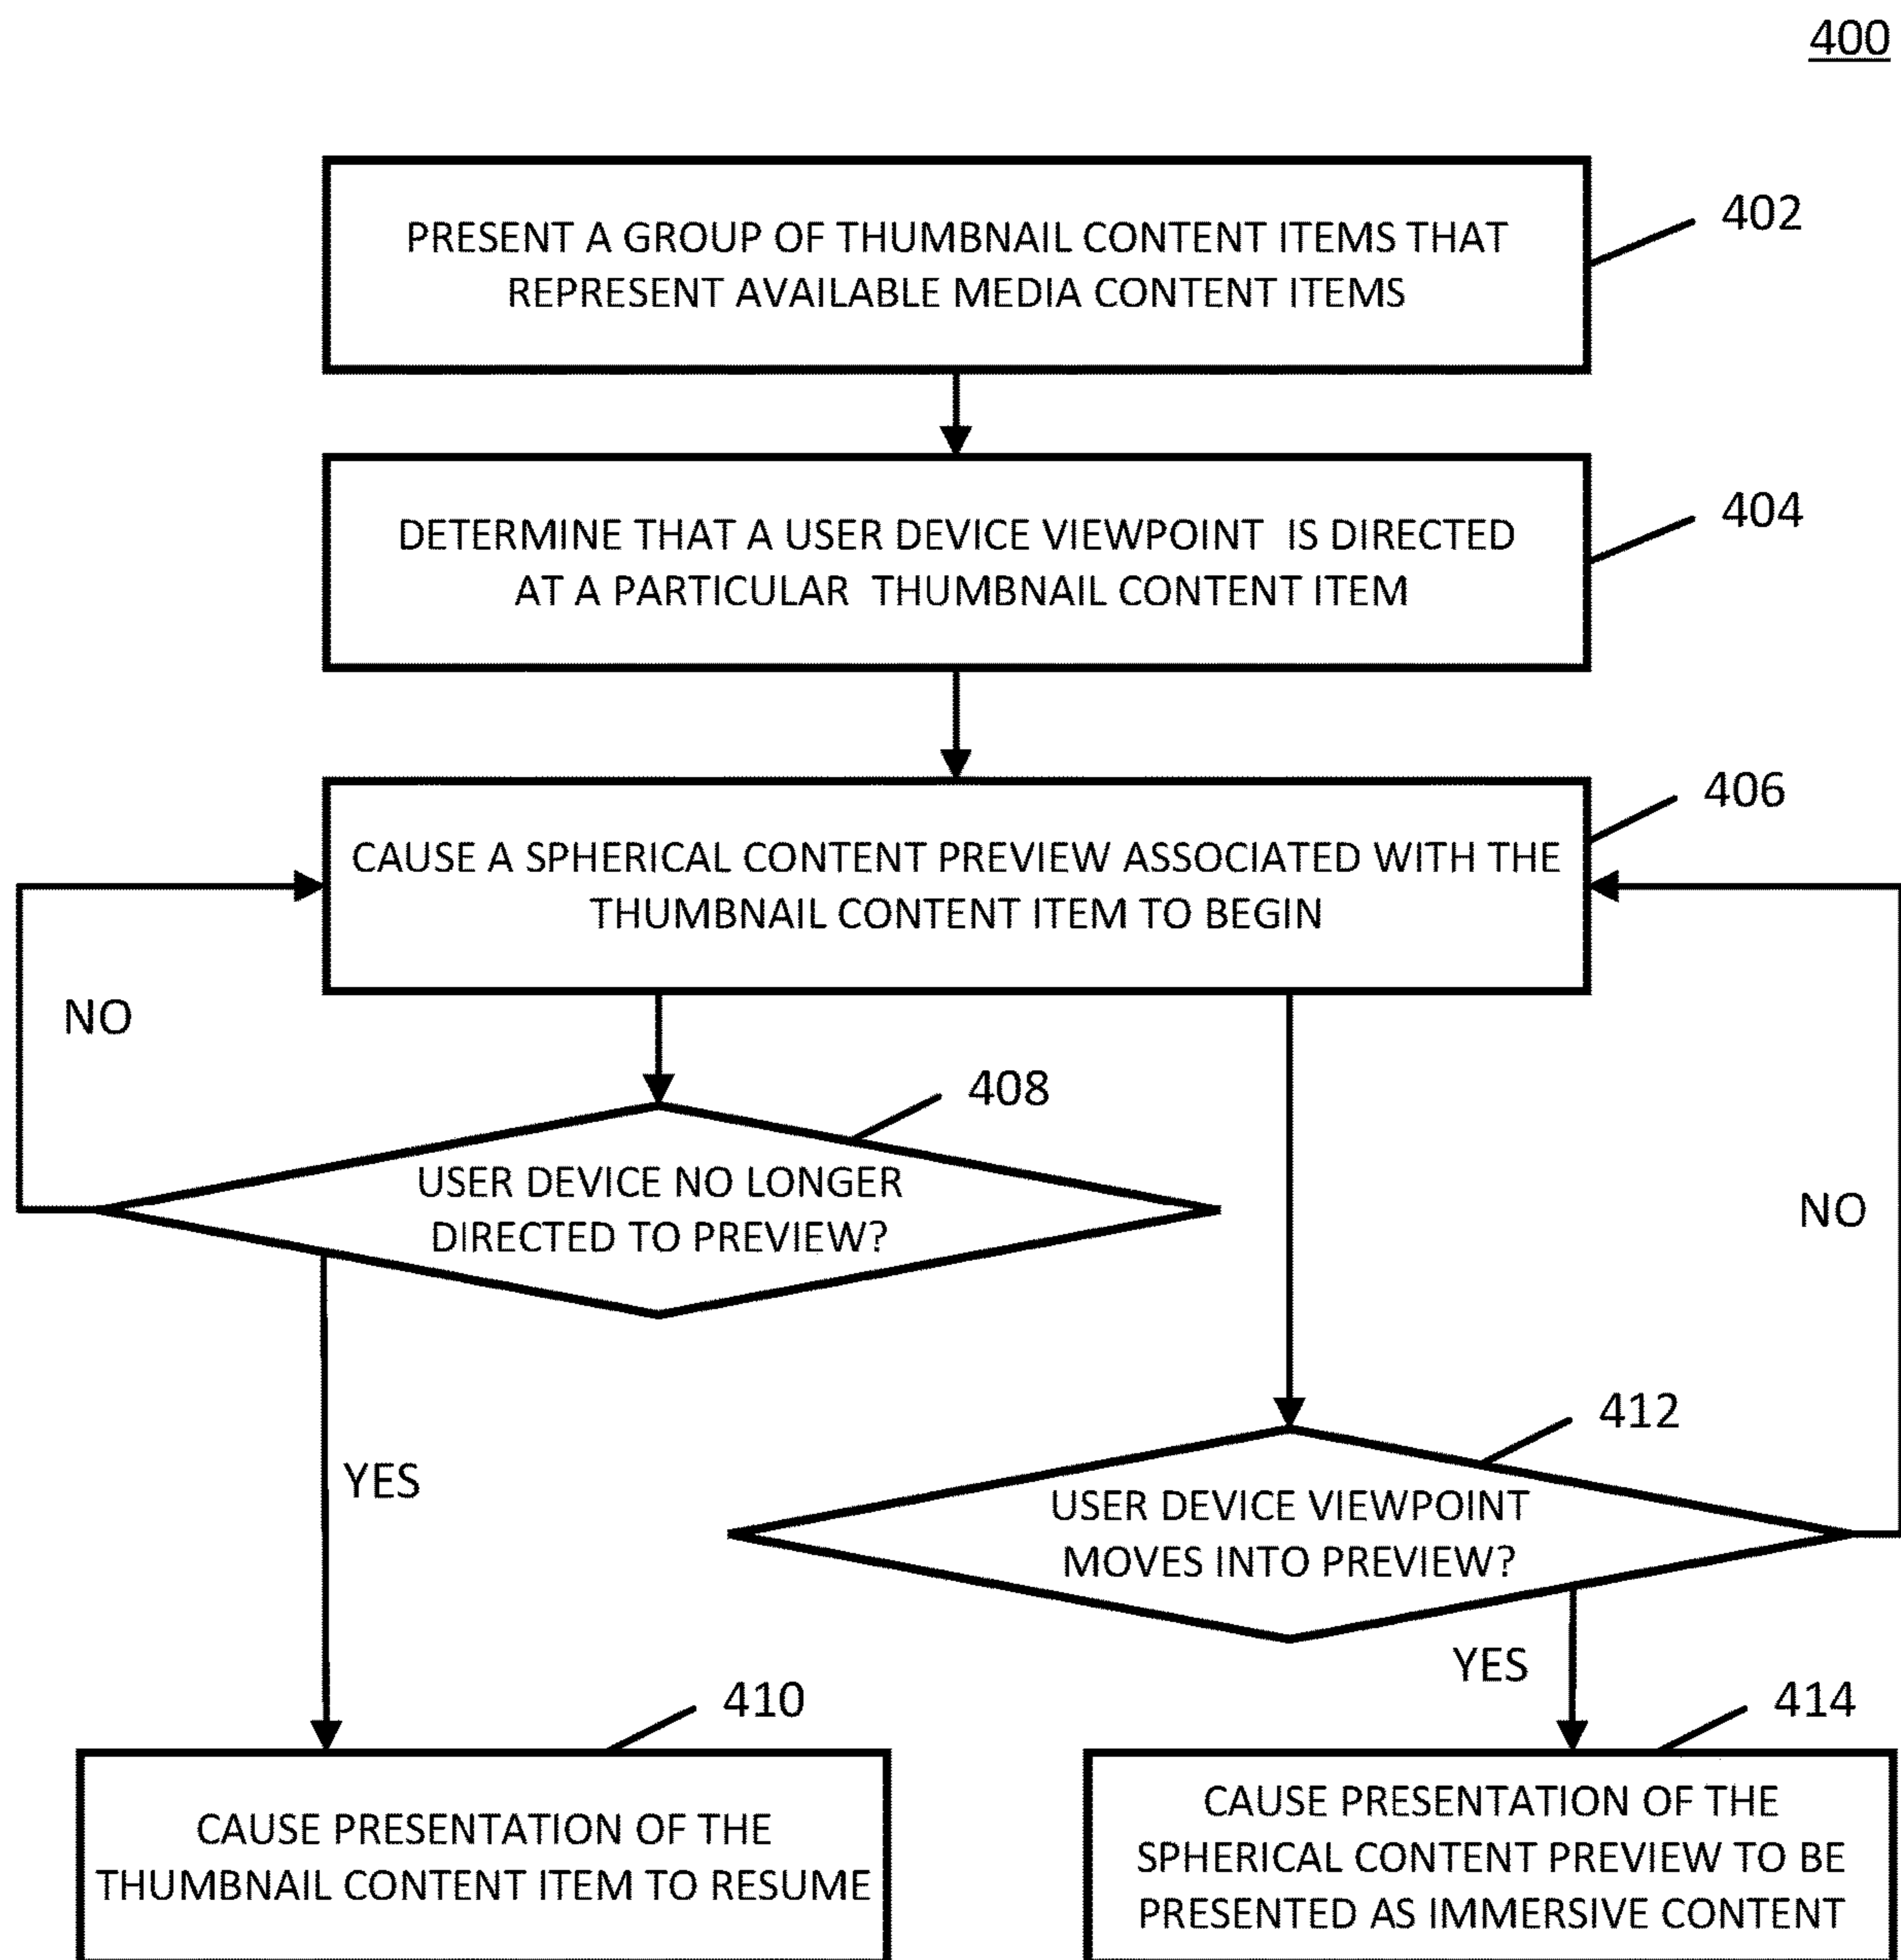 400
PRESENT A GROUP OF THUMBNAIL CONTENT ITEMS THAT
REPRESENT AVAILABLE MEDIA CONTENT ITEMS
402
DETERMINE THAT A USER DEVICE VIEWPOINT IS DIRECTED
AT A PARTICULAR THUMBNAIL CONTENT ITEM
404
CAUSE A SPHERICAL CONTENT PREVIEW ASSOCIATED WITH THE
THUMBNAIL CONTENT ITEM TO BEGIN
406
NO
USER DEVICE NO LONGER
DIRECTED TO PREVIEW?
408
NO
YES
USER DEVICE VIEWPOINT
MOVES INTO PREVIEW?
412
YES
CAUSE PRESENTATION OF THE
THUMBNAIL CONTENT ITEM TO RESUME
410
CAUSE PRESENTATION OF THE
SPHERICAL CONTENT PREVIEW TO BE
PRESENTED AS IMMERSIVE CONTENT
414